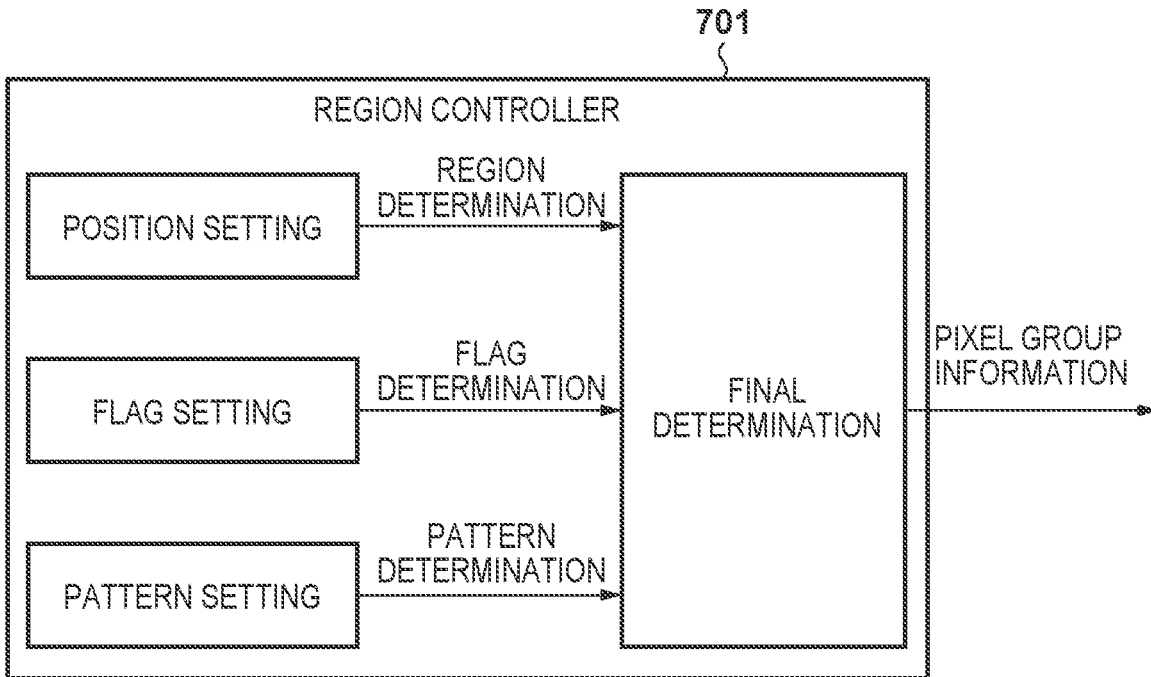 701
REGION CONTROLLER
POSITION SETTING
REGION
DETERMINATION
FLAG SETTING
FLAG
DETERMINATION
PATTERN SETTING
PATTERN
DETERMINATION
FINAL
DETERMINATION
PIXEL GROUP
INFORMATION